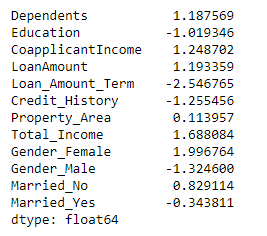 Dependents 1.187569
Education -1.019346
CoapplicantIncome 1.248702
LoanAmount 1.193359
Loan_Amount_Term -2.546765
Credit_History -1.255456
Property_Area 0.113957
Total_Income 1.688084
Gender_Female 1.996764
Gender_Male -1.324600
Married_No 0.829114
Married_Yes -0.343811
dtype: float64